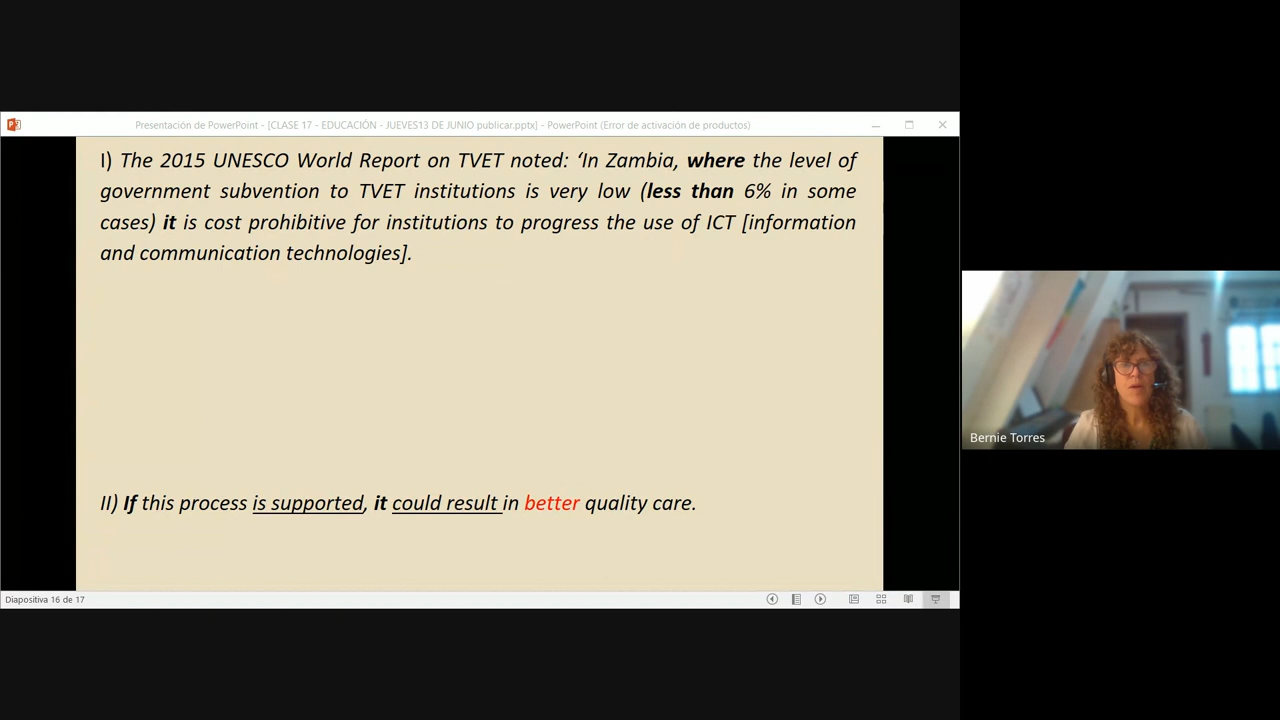 Presentación de PowerPoint - [CLASE 17 - EDUCACIÓN - JUEVES13 DE JUNIO publicar.pptx] - PowerPoint (Error de activación de productos)
I) The 2015 UNESCO World Report on TVET noted: ‘In Zambia, where the level of
government subvention to TVET institutions is very low (less than 6% in some
cases) it is cost prohibitive for institutions to progress the use of ICT [information
and communication technologies].
II) If this process is supported, it could result in better quality care.
Bernie Torres
Diapositiva 16 de 17